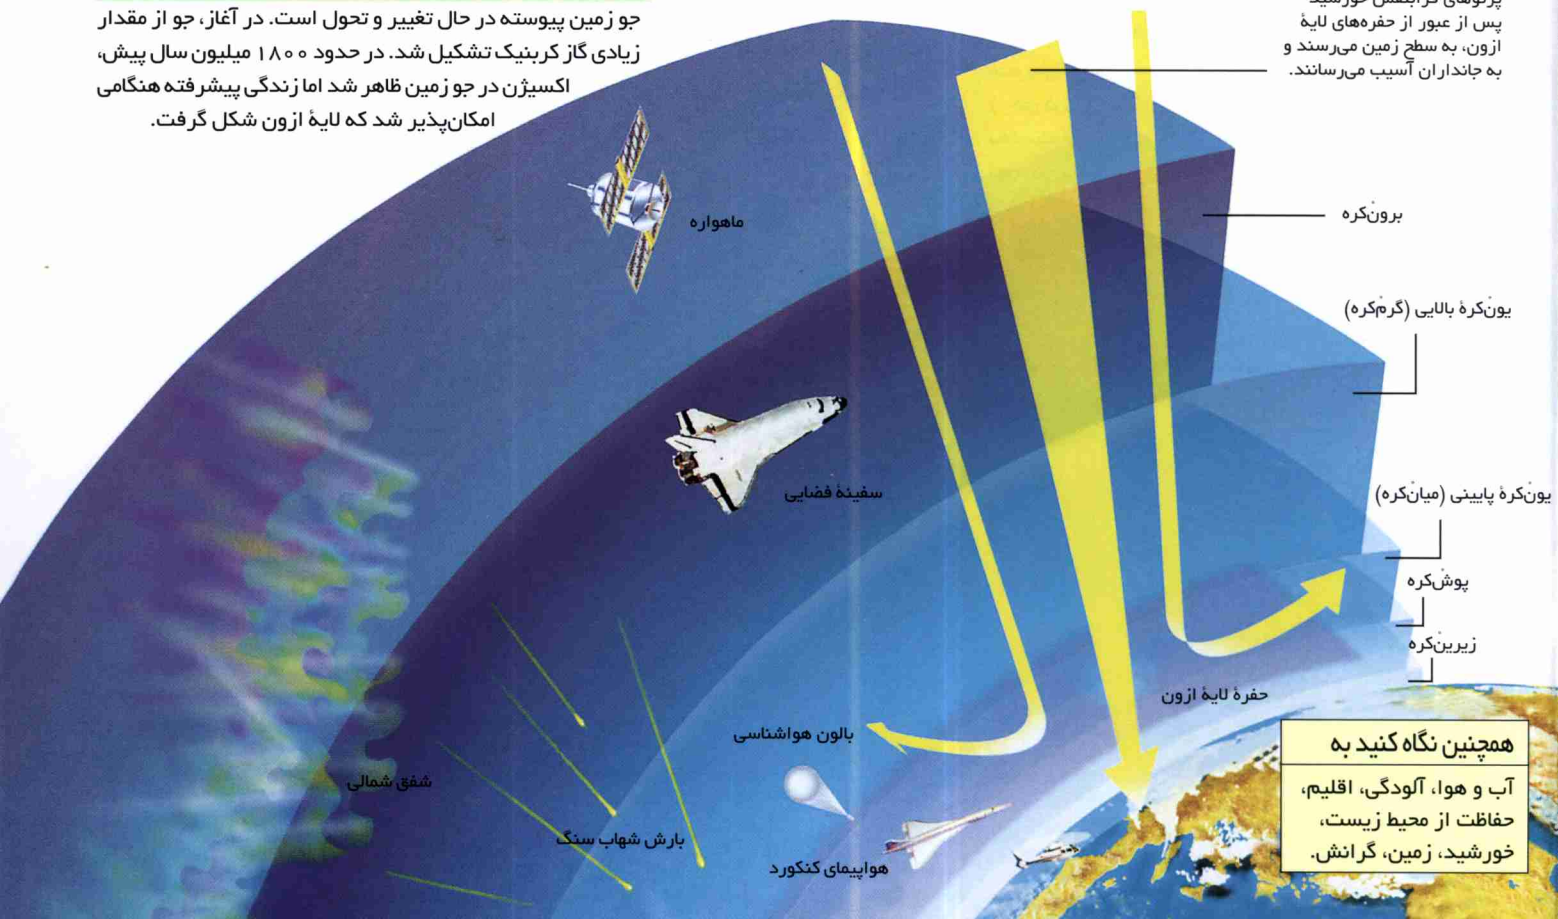 جو زمین پیوسته در حال تغییر و تحول است. در آغاز، جو از مقدار
زیادی گاز کربنیک تشکیل شد. در حدود ۱۸۰۰ میلیون سال پیش،
اکسیژن در جو زمین ظاهر شد اما زندگی پیشرفته هنگامی
امکان‌پذیر شد که لایهٔ ازون شکل گرفت.
پرتوهای فرابنفش خورشید
پس از عبور از حفره‌های لایهٔ
ازون، به سطح زمین می‌رسند و
به جانداران آسیب می‌رسانند.
ماهواره
برونْ‌کره
یونْ‌کرهٔ بالایی (گرمْ‌کره)
سفینهٔ فضایی
یونْ‌کرهٔ پایینی (میانْ‌کره)
پوشْ‌کره
زیرینْ‌کره
حفرهٔ لایهٔ ازون
بالون هواشناسی
شفق شمالی
بارش شهاب سنگ
هواپیمای کنکورد
همچنین نگاه کنید به
آب و هوا، آلودگی، اقلیم،
حفاظت از محیط زیست،
خورشید، زمین، گرانش.